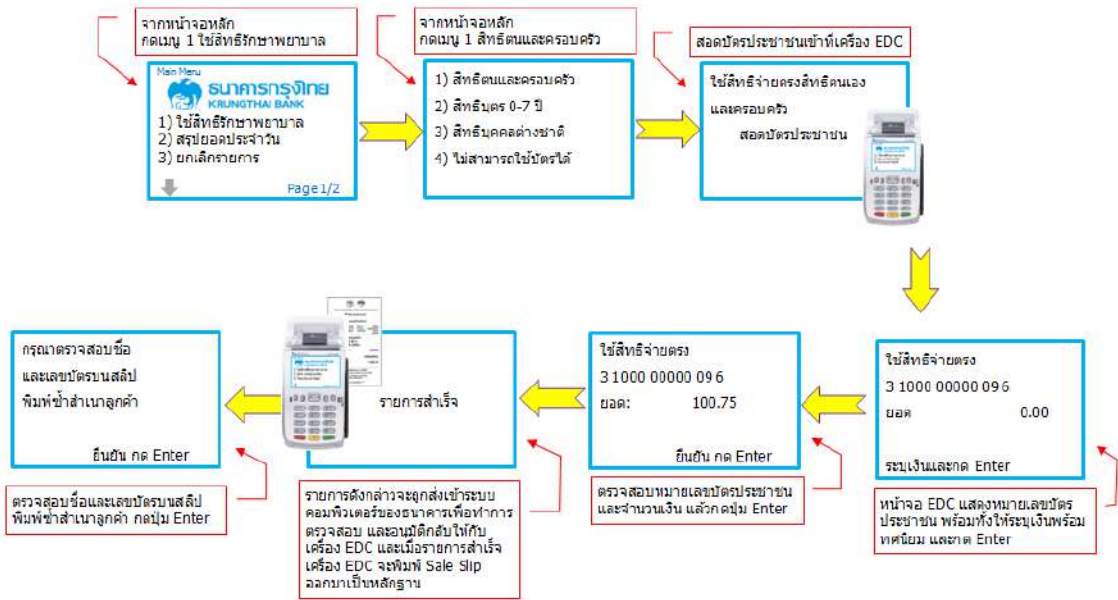 จากหน้าจอหลัก
กดเมนู 1 ใช้สิทธิรักษาพยาบาล
Main Menu
ธนาคารกรุงไทย
KRUNGTHAI BANK
1) ใช้สิทธิรักษาพยาบาล
2) สรุปยอดประจำวัน
3) ยกเลิกรายการ
Page 1/2
จากหน้าจอหลัก
กดเมนู 1 สิทธิตนและครอบครัว
1) สิทธิตนและครอบครัว
2) สิทธิบุตร 0-7 ปี
3) สิทธิบุคคลต่างชาติ
4) ไม่สามารถใช้บัตรได้
สอดบัตรประชาชนเข้าที่เครื่อง EDC
ใช้สิทธิจ่ายตรงสิทธิตนเอง
และครอบครัว
สอดบัตรประชาชน
ใช้สิทธิจ่ายตรง
3 1000 00000 09 6
ยอด 0.00
ระบุเงินและกด Enter
หน้าจอ EDC แสดงหมายเลขบัตร
ประชาชน พร้อมทั้งให้ระบุเงินพร้อม
ทศนิยม และกด Enter
ใช้สิทธิจ่ายตรง
3 1000 00000 09 6
ยอด: 100.75
ยืนยัน กด Enter
ตรวจสอบหมายเลขบัตรประชาชน
และจำนวนเงิน แล้วกดปุ่ม Enter
รายการสำเร็จ
รายการดังกล่าวจะถูกส่งเข้าระบบ
คอมพิวเตอร์ของธนาคารเพื่อทำการ
ตรวจสอบ และอนุมัติกลับให้กับ
เครื่อง EDC และเมื่อรายการสำเร็จ
เครื่อง EDC จะพิมพ์ Sale Slip
ออกมาเป็นหลักฐาน
กรุณาตรวจสอบชื่อ
และเลขบัตรบนสลิป
พิมพ์ซ้ำสำเนาลูกค้า
ยืนยัน กด Enter
ตรวจสอบชื่อและเลขบัตรบนสลิป
พิมพ์ซ้ำสำเนาลูกค้า กดปุ่ม Enter